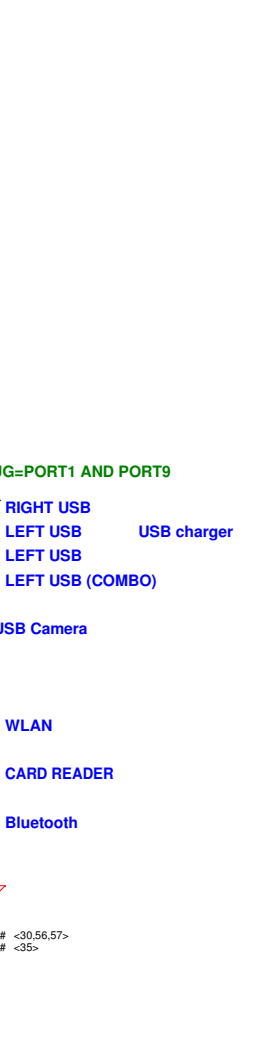 UG=PORT1 AND PORT9
RIGHT USB
LEFT USB USB charger
LEFT USB
LEFT USB (COMBO)
USB Camera
WLAN
CARD READER
Bluetooth
# <30,56,57>
# <35>